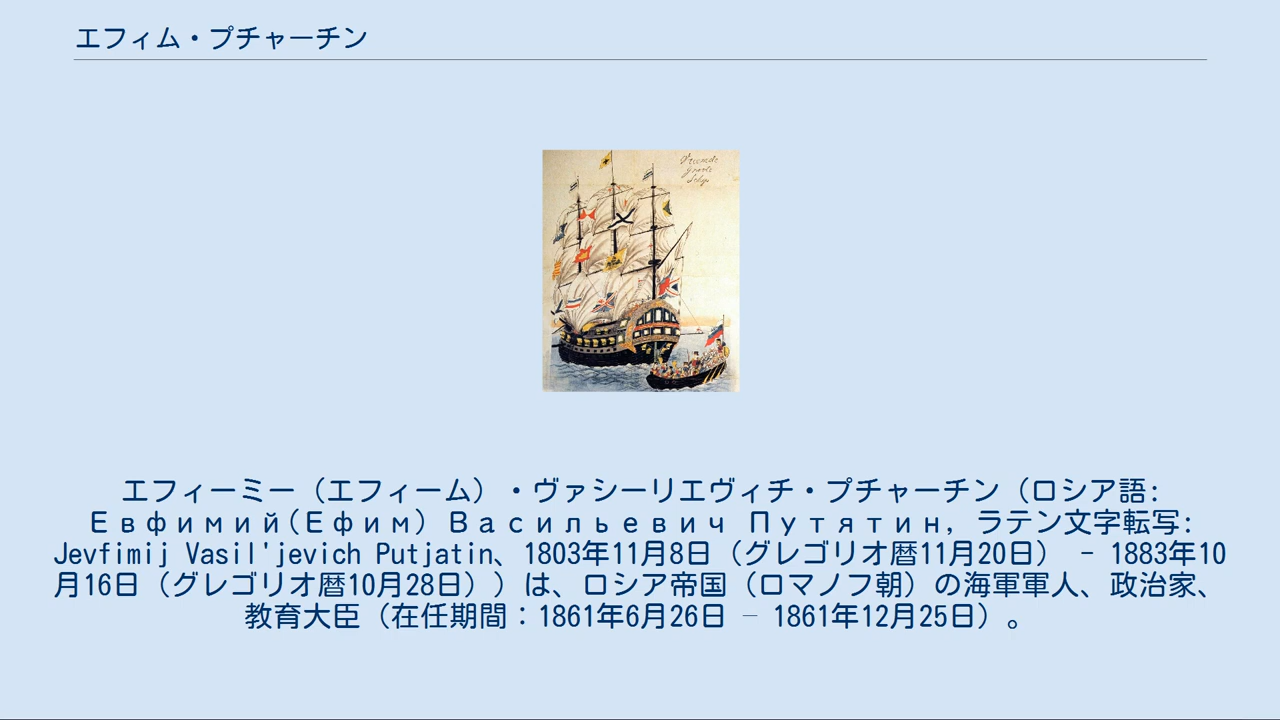 エフィム・プチャーチン
エフィーミー（エフィーム）・ヴァシーリエヴィチ・プチャーチン（ロシア語:
Евфимий(Ефим) Васильевич Путятин, ラテン文字転写:
Jevfimij Vasil'jevich Putjatin、1803年11月8日（グレゴリオ暦11月20日） - 1883年10
月16日（グレゴリオ暦10月28日））は、ロシア帝国（ロマノフ朝）の海軍軍人、政治家、
教育大臣（在任期間：1861年6月26日 – 1861年12月25日）。